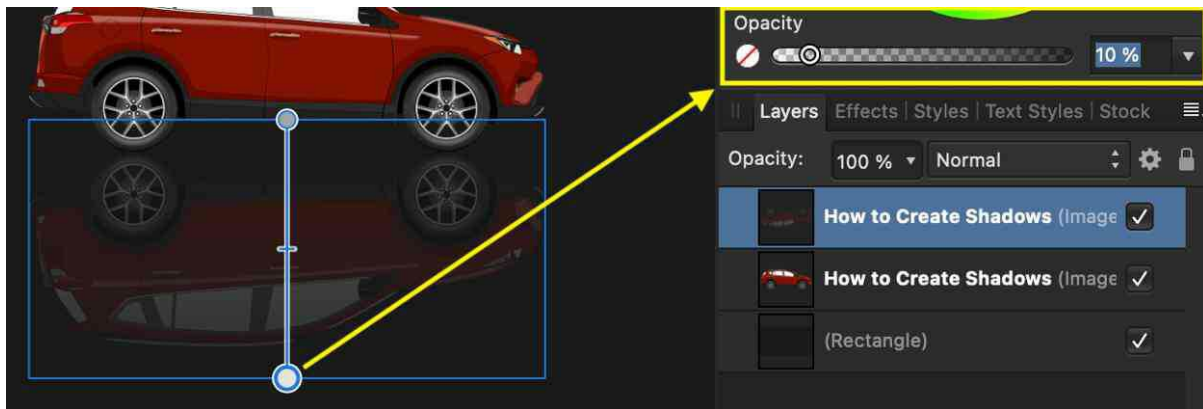 Opacity
10 %
Layers Effects | Styles | Text Styles | Stock
Opacity: 100 % Normal
How to Create Shadows (Image
How to Create Shadows (Image
(Rectangle)